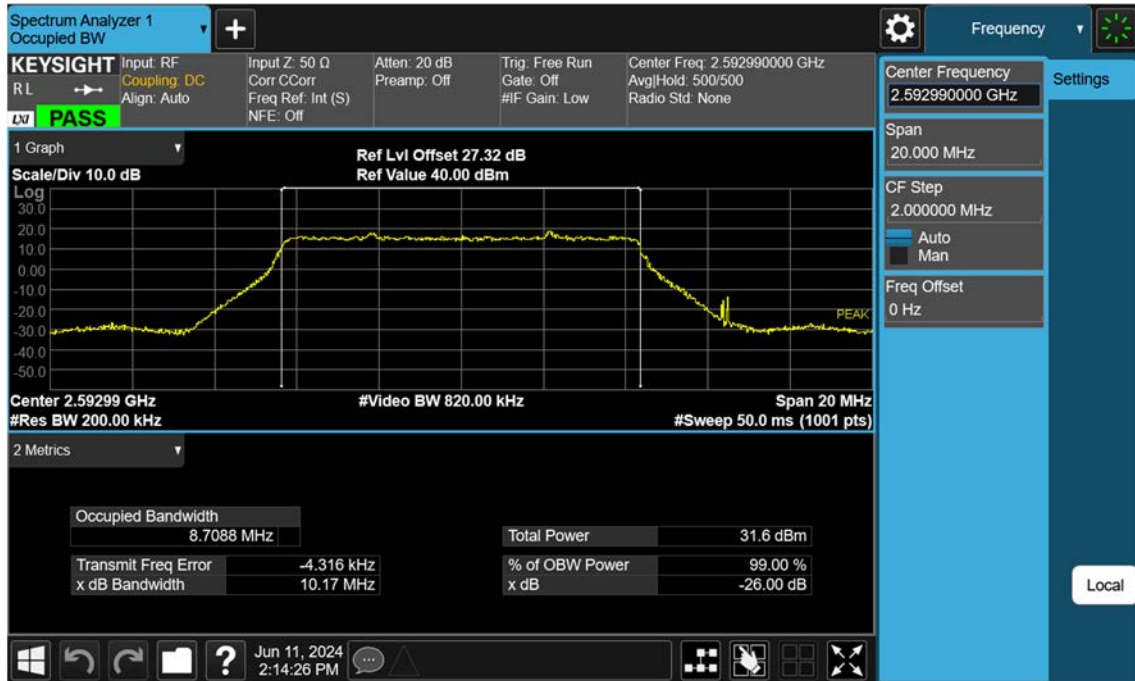 Spectrum Analyzer 1
Occupied BW
+
Frequency
KEYSIGHT
R L
LXI
PASS
Input: RF
Coupling: DC
Align: Auto
Input Z: 50 Ω
Corr CCorr
Freq Ref: Int (S)
NFE: Off
Atten: 20 dB
Preamp: Off
Trig: Free Run
Gate: Off
#IF Gain: Low
Center Freq: 2.592990000 GHz
Avg|Hold: 500/500
Radio Std: None
Center Frequency
2.592990000 GHz
Settings
Span
20.000 MHz
CF Step
2.000000 MHz
Auto
Man
Freq Offset
0 Hz
Local
1 Graph
Scale/Div 10.0 dB
Ref Lvl Offset 27.32 dB
Ref Value 40.00 dBm
Log
30.0
20.0
10.0
0.00
-10.0
-20.0
-30.0
-40.0
-50.0
PEAK
Center 2.59299 GHz
#Video BW 820.00 kHz
Span 20 MHz
#Res BW 200.00 kHz
#Sweep 50.0 ms (1001 pts)
2 Metrics
Occupied Bandwidth
8.7088 MHz
Total Power 31.6 dBm
Transmit Freq Error -4.316 kHz
% of OBW Power 99.00 %
x dB Bandwidth 10.17 MHz
x dB -26.00 dB
?
Jun 11, 2024
2:14:26 PM